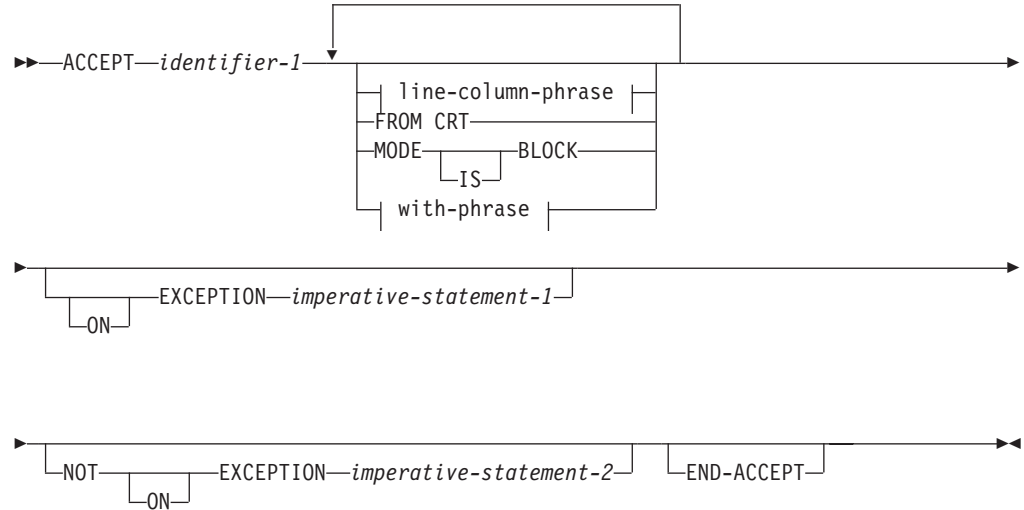 ACCEPT identifier-1
line-column-phrase
FROM CRT
MODE BLOCK
IS
with-phrase
EXCEPTION imperative-statement-1
ON
NOT EXCEPTION imperative-statement-2 END-ACCEPT
ON